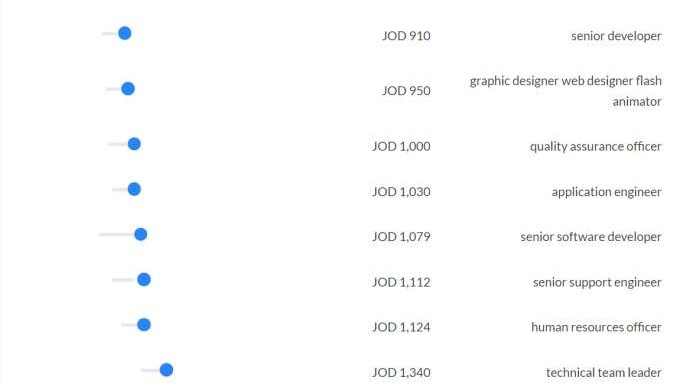 JOD 910 senior developer
JOD 950 graphic designer web designer flash
animator
JOD 1,000 quality assurance officer
JOD 1,030 application engineer
JOD 1,079 senior software developer
JOD 1,112 senior support engineer
JOD 1,124 human resources officer
JOD 1,340 technical team leader